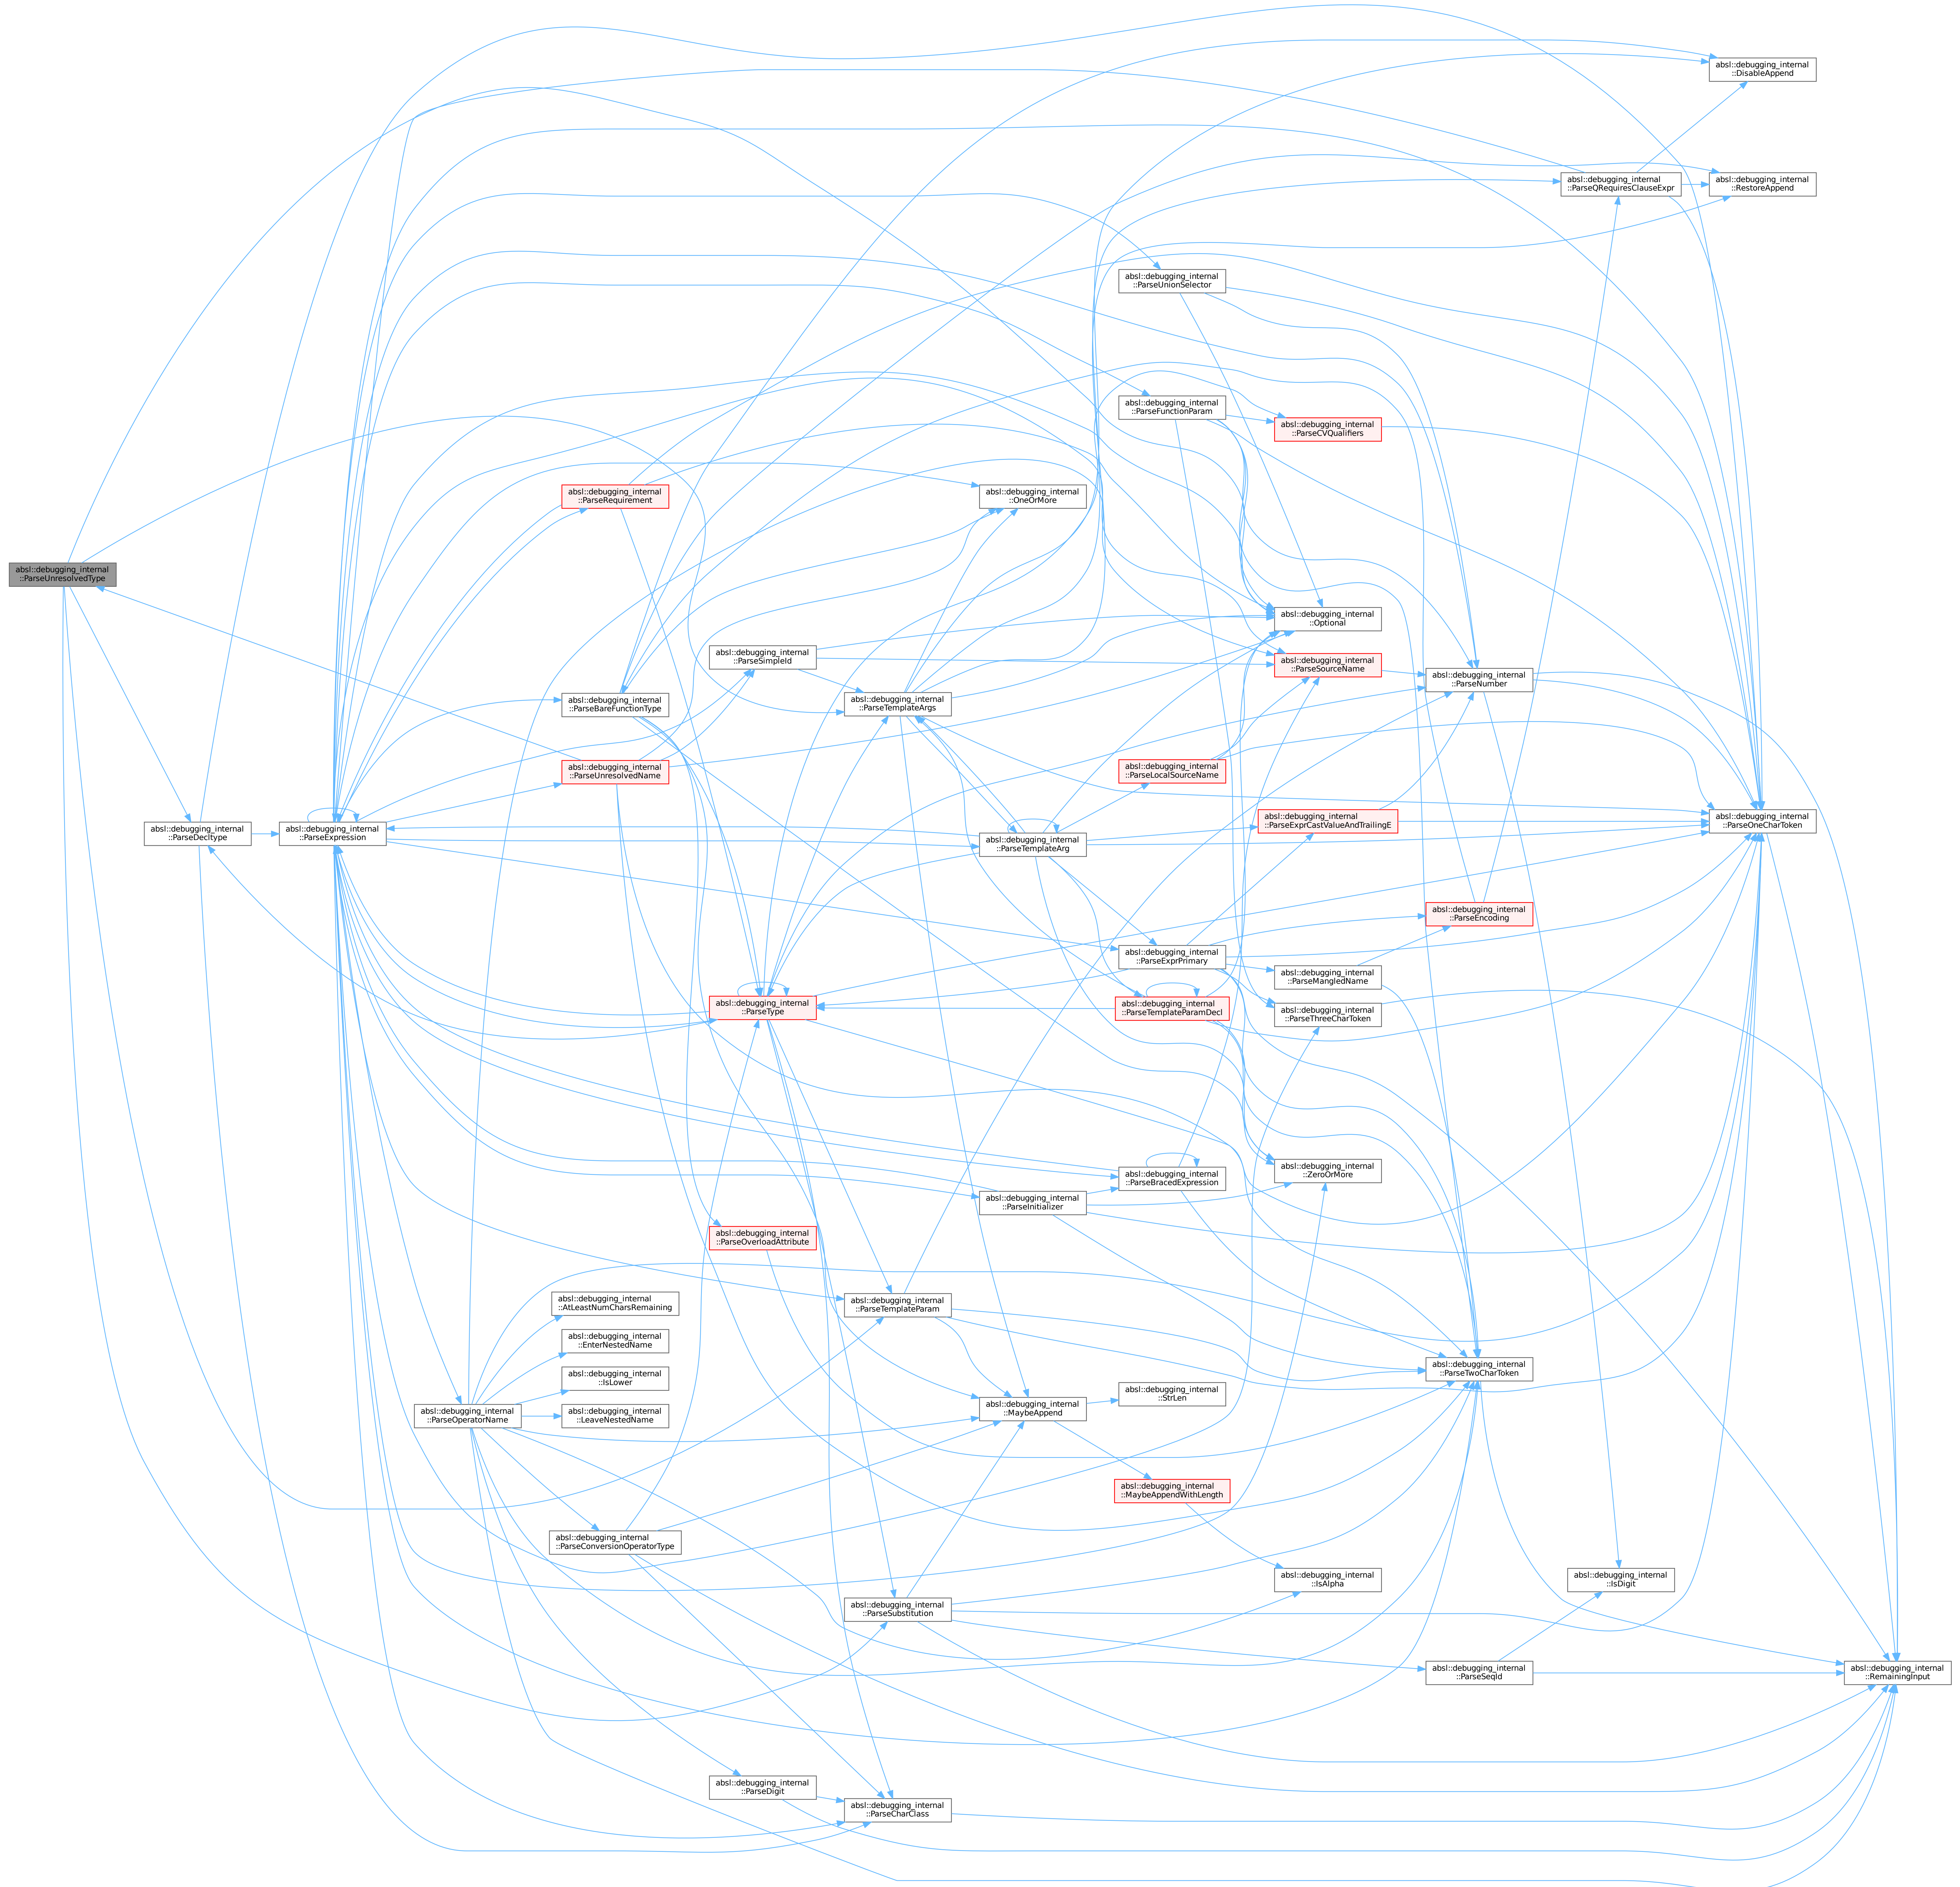 absl::debugging_internal
::DisableAppend
absl::debugging_internal
::ParseQRequiresClauseExpr
absl::debugging_internal
::RestoreAppend
absl::debugging_internal
::ParseUnionSelector
absl::debugging_internal
::ParseFunctionParam
absl::debugging_internal
::ParseCVQualifiers
absl::debugging_internal
::ParseRequirement
absl::debugging_internal
::OneOrMore
absl::debugging_internal
::ParseUnresolvedType
absl::debugging_internal
::Optional
absl::debugging_internal
::ParseSimpleId
absl::debugging_internal
::ParseSourceName
absl::debugging_internal
::ParseNumber
absl::debugging_internal
::ParseBareFunctionType
absl::debugging_internal
::ParseTemplateArgs
absl::debugging_internal
::ParseUnresolvedName
absl::debugging_internal
::ParseLocalSourceName
absl::debugging_internal
::ParseExprCastValueAndTrailingE
absl::debugging_internal
::ParseOneCharToken
absl::debugging_internal
::ParseDecltype
absl::debugging_internal
::ParseExpression
absl::debugging_internal
::ParseTemplateArg
absl::debugging_internal
::ParseEncoding
absl::debugging_internal
::ParseExprPrimary
absl::debugging_internal
::ParseMangledName
absl::debugging_internal
::ParseType
absl::debugging_internal
::ParseTemplateParamDecl
absl::debugging_internal
::ParseThreeCharToken
absl::debugging_internal
::ParseBracedExpression
absl::debugging_internal
::ZeroOrMore
absl::debugging_internal
::ParseInitializer
absl::debugging_internal
::ParseOverloadAttribute
absl::debugging_internal
::AtLeastNumCharsRemaining
absl::debugging_internal
::ParseTemplateParam
absl::debugging_internal
::EnterNestedName
absl::debugging_internal
::ParseTwoCharToken
absl::debugging_internal
::IsLower
absl::debugging_internal
::StrLen
absl::debugging_internal
::ParseOperatorName
absl::debugging_internal
::LeaveNestedName
absl::debugging_internal
::MaybeAppend
absl::debugging_internal
::MaybeAppendWithLength
absl::debugging_internal
::ParseConversionOperatorType
absl::debugging_internal
::IsAlpha
absl::debugging_internal
::IsDigit
absl::debugging_internal
::ParseSubstitution
absl::debugging_internal
::ParseSeqId
absl::debugging_internal
::RemainingInput
absl::debugging_internal
::ParseDigit
absl::debugging_internal
::ParseCharClass